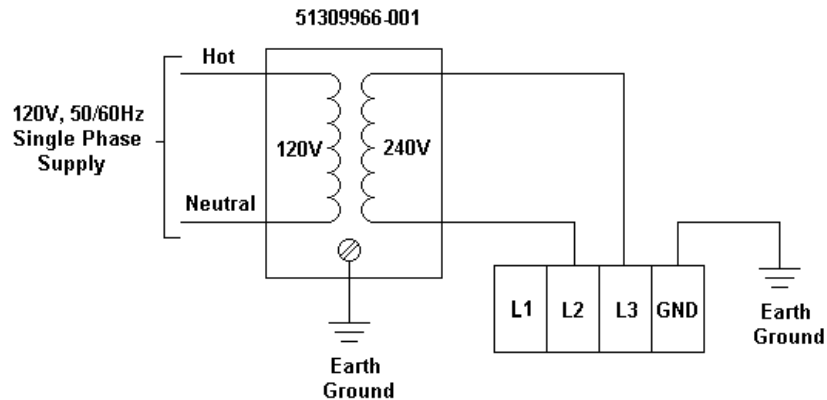 51309966-001
Hot
120V, 50/60Hz
Single Phase
Supply
120V
240V
Neutral
L1
L2
L3
GND
Earth
Ground
Earth
Ground